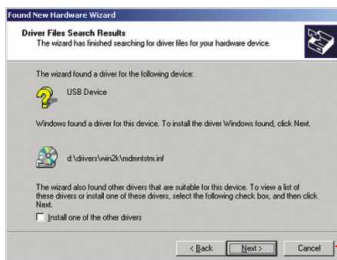 Found New Hardware Wizard
Driver Files Search Results
The wizard has finished searching for driver files for your hardware device.
The wizard found a driver for the following device:
USB Device
Windows found a driver for this device. To install the driver Windows found, click Next.
d:\drivers\win2k\mdmntstm.inf
The wizard also found other drivers that are suitable for this device. To view a list of
these drivers or install one of these drivers, select the following check box, and then click
Next.
Install one of the other drivers
< Back Next > Cancel